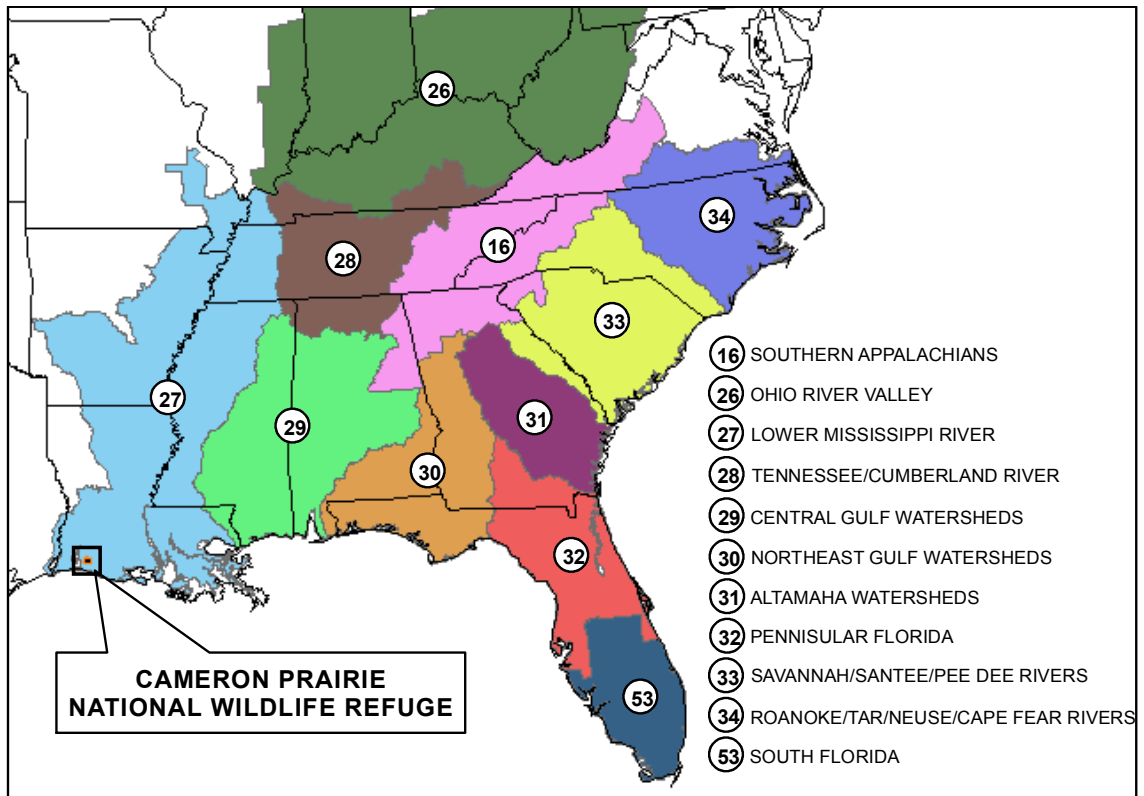 26
34
16
28
33
27
29
31
30
32
53
CAMERON PRAIRIE
NATIONAL WILDLIFE REFUGE
16 SOUTHERN APPALACHIANS
26 OHIO RIVER VALLEY
27 LOWER MISSISSIPPI RIVER
28 TENNESSEE/CUMBERLAND RIVER
29 CENTRAL GULF WATERSHEDS
30 NORTHEAST GULF WATERSHEDS
31 ALTAMAHA WATERSHEDS
32 PENNISULAR FLORIDA
33 SAVANNAH/SANTEE/PEE DEE RIVERS
34 ROANOKE/TAR/NEUSE/CAPE FEAR RIVERS
53 SOUTH FLORIDA